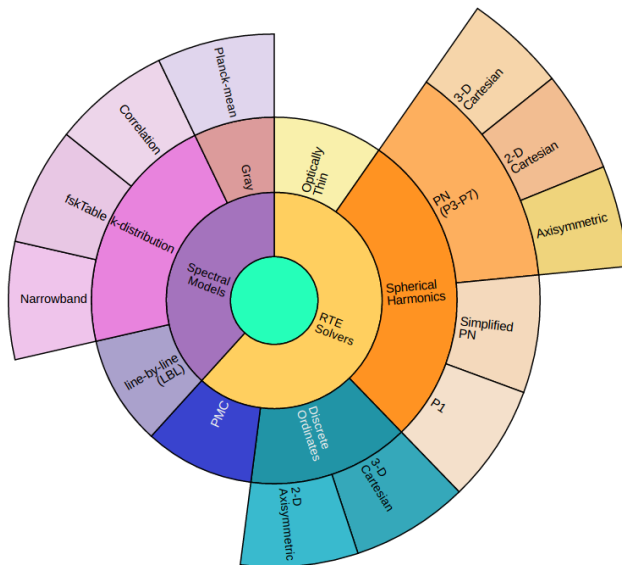 Planck-mean
Correlation
fskTable
Narrowband
Gray
k-distribution
line-by-line
(LBL)
Spectral
Models
RTE
Solvers
Optically
Thin
Spherical
Harmonics
PN
(P3-P7)
3-D
Cartesian
2-D
Cartesian
Axisymmetric
Simplified
PN
P1
Discrete
Ordinates
3-D
Cartesian
2-D
Axisymmetric
PMC